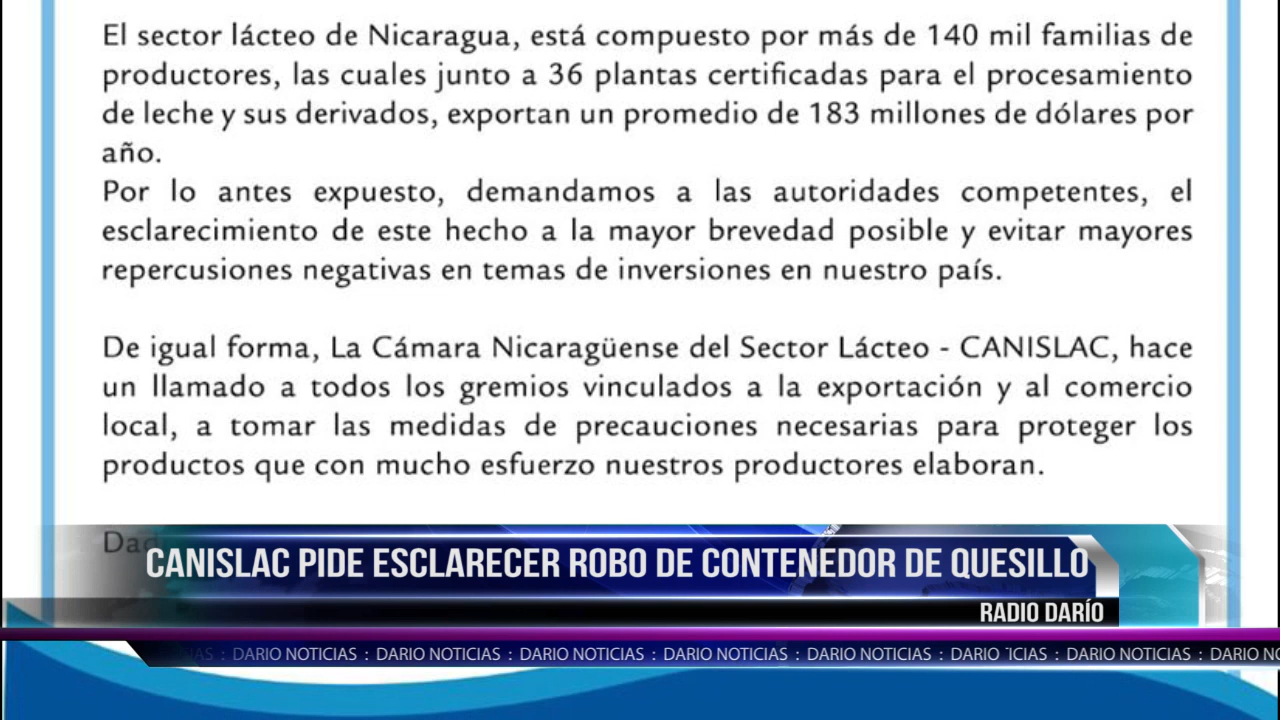 El sector lácteo de Nicaragua, está compuesto por más de 140 mil familias de
productores, las cuales junto a 36 plantas certificadas para el procesamiento
de leche y sus derivados, exportan un promedio de 183 millones de dólares por
año.
Por lo antes expuesto, demandamos a las autoridades competentes, el
esclarecimiento de este hecho a la mayor brevedad posible y evitar mayores
repercusiones negativas en temas de inversiones en nuestro país.
De igual forma, La Cámara Nicaragüense del Sector Lácteo - CANISLAC, hace
un llamado a todos los gremios vinculados a la exportación y al comercio
local, a tomar las medidas de precauciones necesarias para proteger los
productos que con mucho esfuerzo nuestros productores elaboran.
CANISLAC PIDE ESCLARECER ROBO DE CONTENEDOR DE QUESILLO
RADIO DARÍO
: DARIO NOTICIAS : DARIO NOTICIAS : DARIO NOTICIAS : DARIO NOTICIAS : DARIO NOTICIAS : DARIO : DARIO NOTICIAS : DARIO